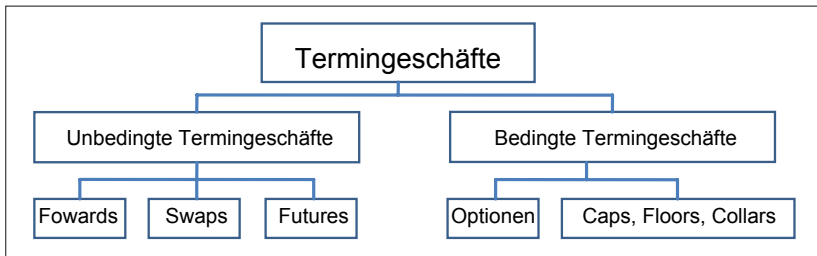 Termingeschäfte
Unbedingte Termingeschäfte
Bedingte Termingeschäfte
Fowards
Swaps
Futures
Optionen
Caps, Floors, Collars